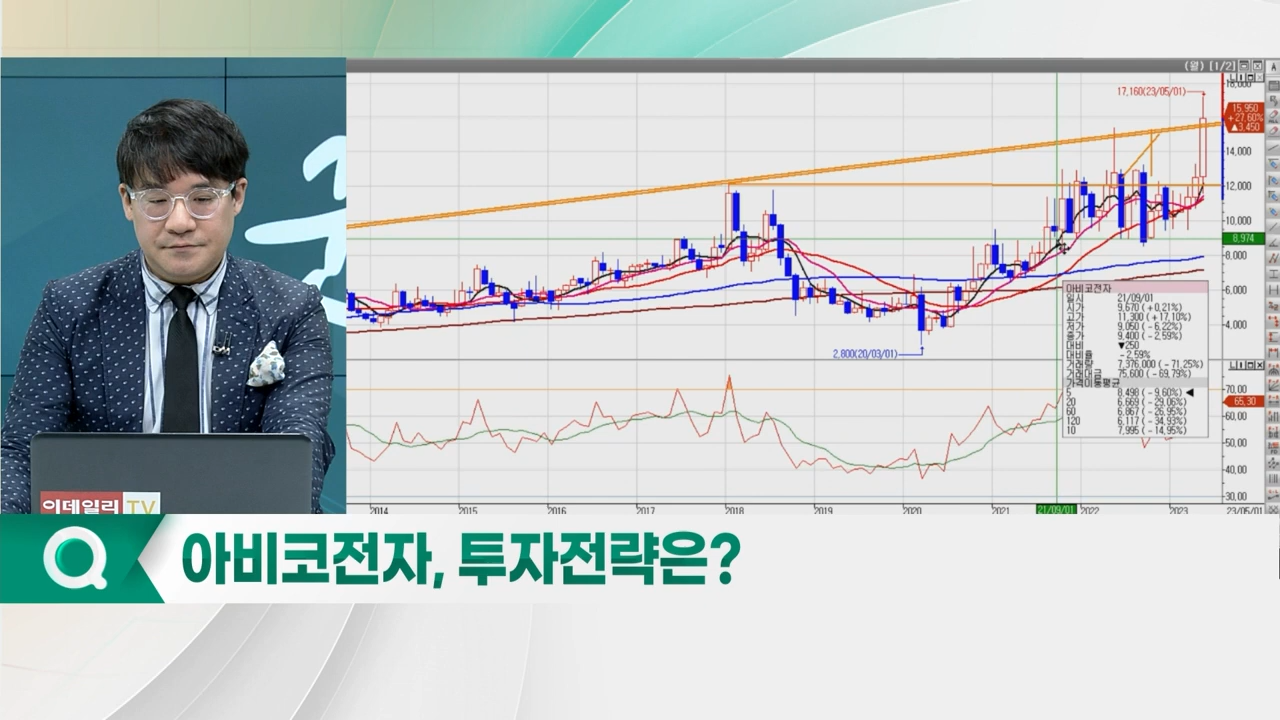 (월) [1/2]
17,160(23/05/01)
18,000
15,950
+27,60%
▲3,450
14,000
12,000
10,000
8,974
8,000
6,000
4,000
2,800(20/03/01)
아비코전자
일시 21/09/01
시가 9,670 ( +0,21%)
고가 11,300 ( +17,10%)
저가 9,050 ( -6,22%)
종가 9,400 ( -2,59%)
대비 ▼250
대비율 -2,59%
거래량 7,376,000 ( -71,25%)
거래대금 75,600 ( -69,79%)
가격이동평균
5 8,498 ( -9,60%) ◀
20 6,669 ( -29,06%)
60 6,867 ( -26,95%)
120 6,117 ( -34,93%)
10 7,995 ( -14,95%)
70,00
65,30
60,00
50,00
40,00
30,00
2014 2015 2016 2017 2018 2019 2020 2021 21/09/01 2022 2023 23/05/01
이데일리 TV
Q 아비코전자, 투자전략은?